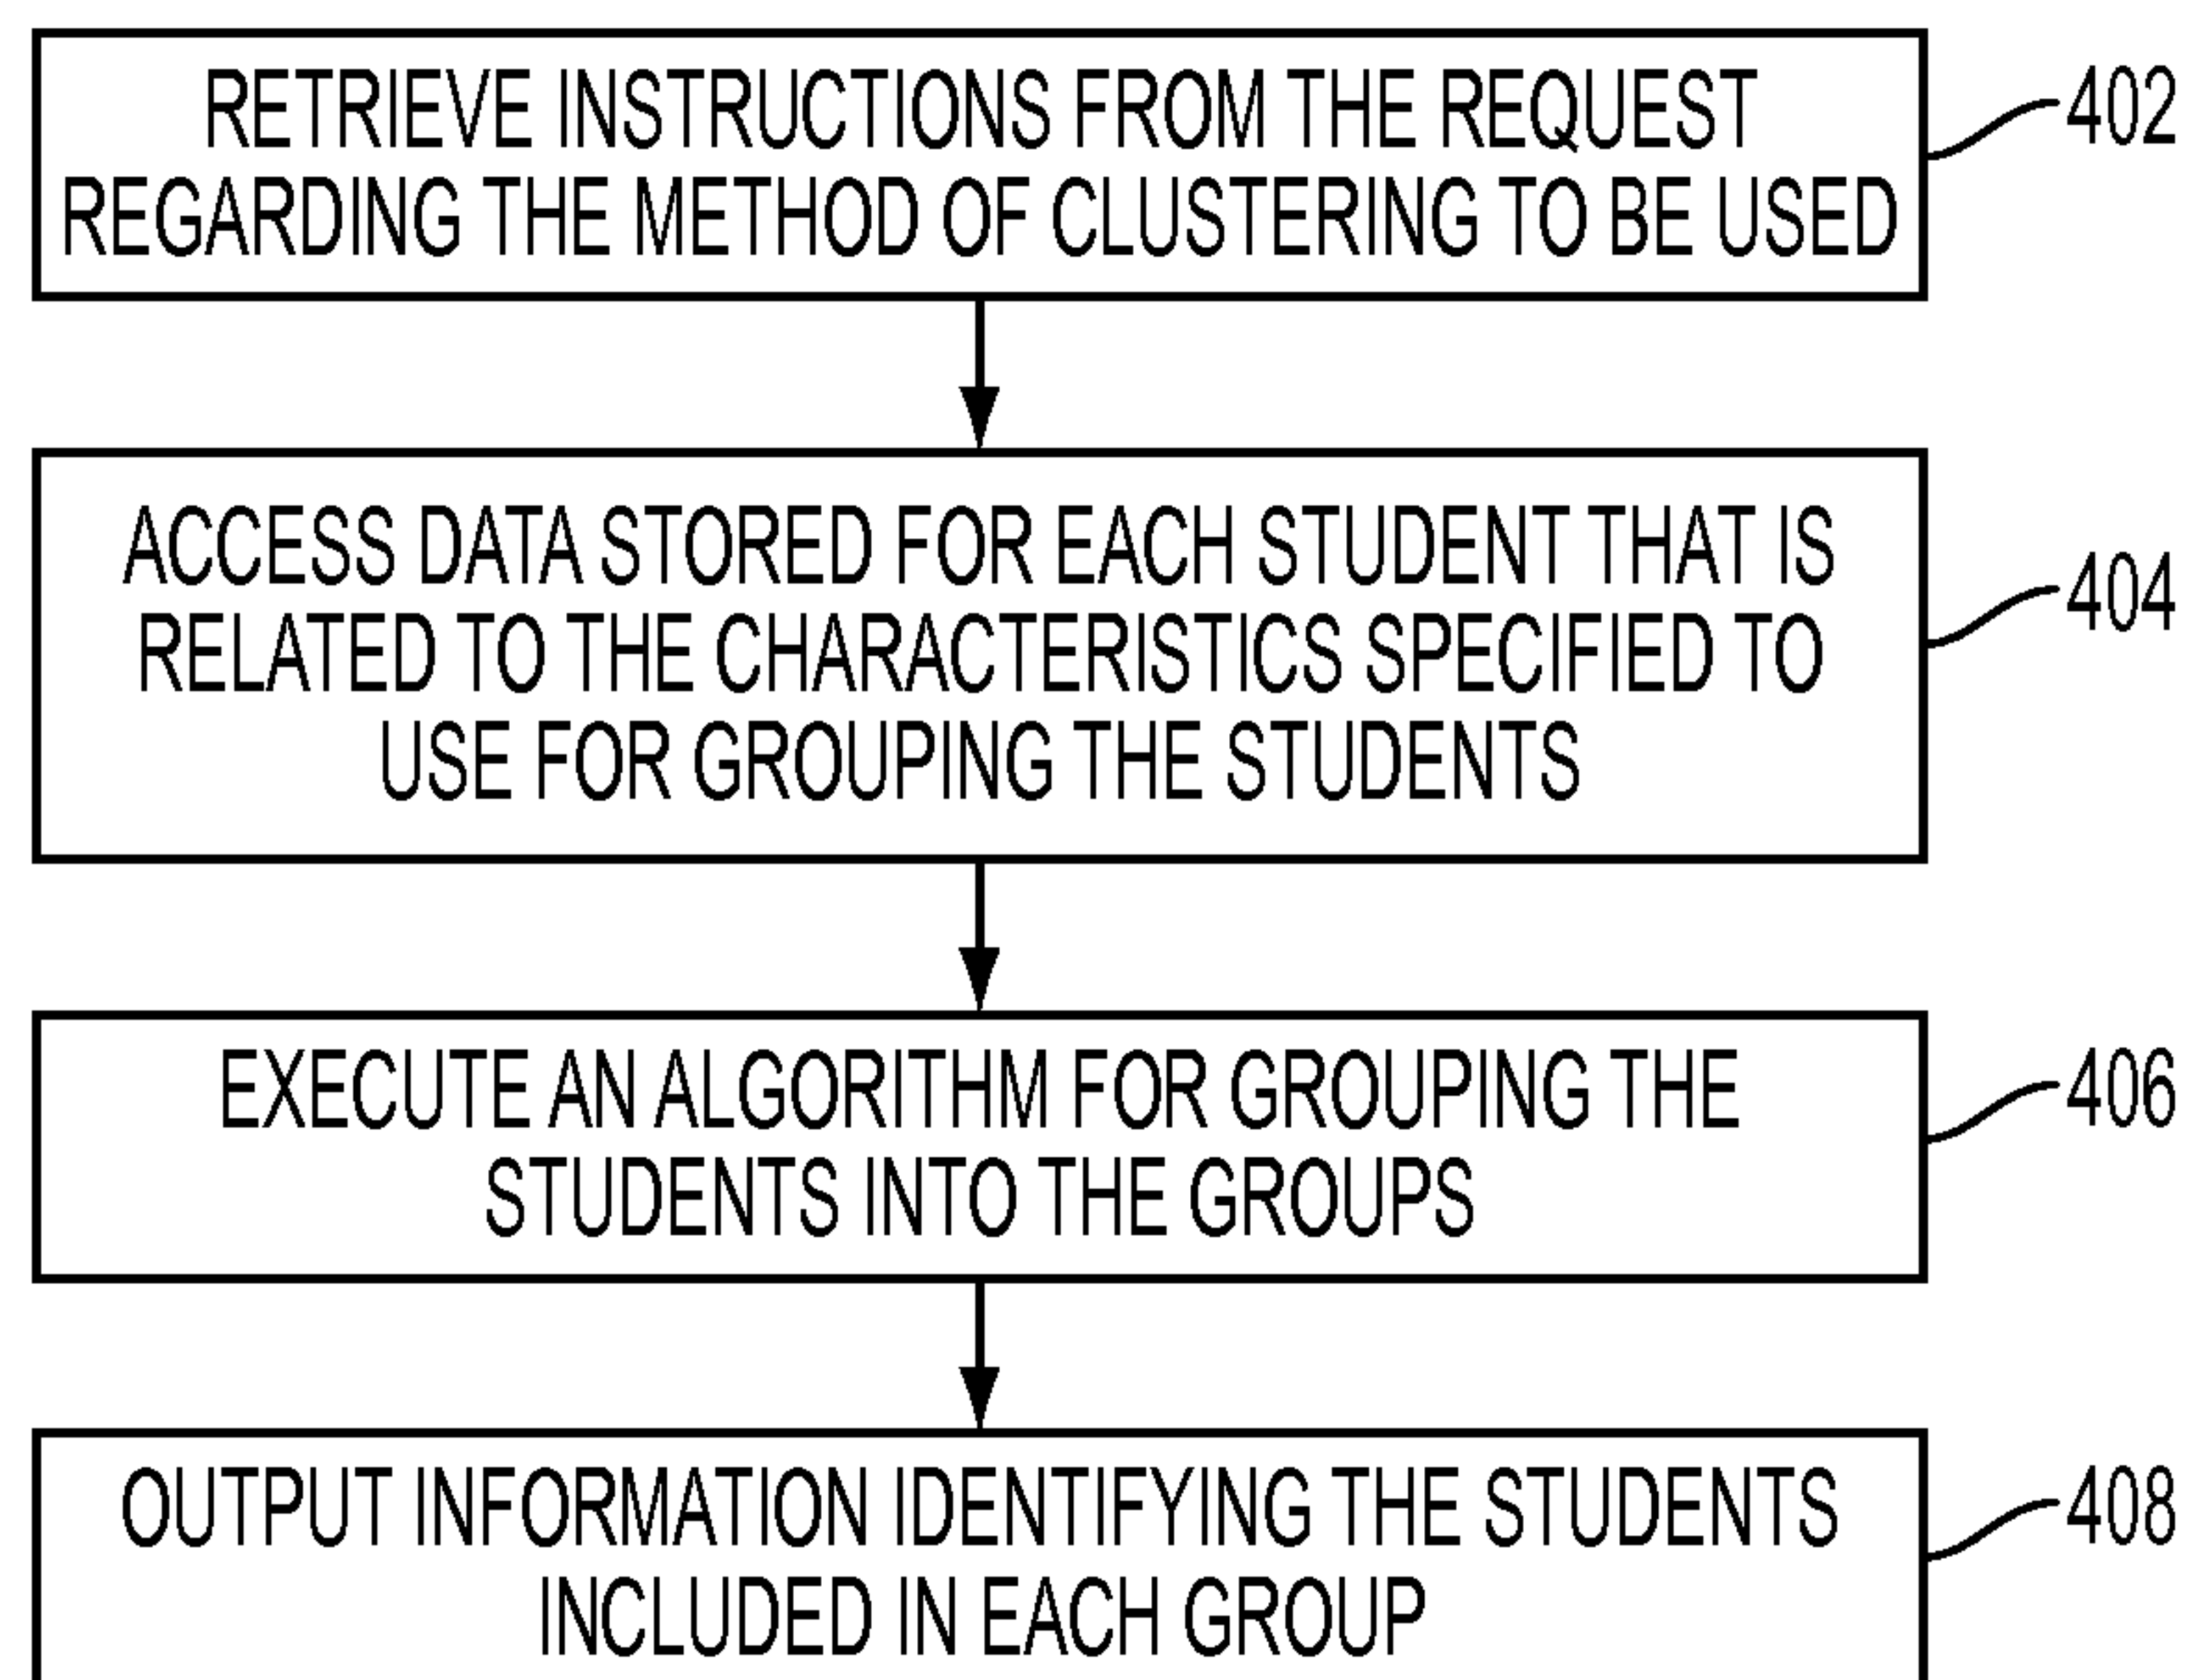 RETRIEVE INSTRUCTIONS FROM THE REQUEST
REGARDING THE METHOD OF CLUSTERING TO BE USED
402
ACCESS DATA STORED FOR EACH STUDENT THAT IS
RELATED TO THE CHARACTERISTICS SPECIFIED TO
USE FOR GROUPING THE STUDENTS
404
EXECUTE AN ALGORITHM FOR GROUPING THE
STUDENTS INTO THE GROUPS
406
OUTPUT INFORMATION IDENTIFYING THE STUDENTS
INCLUDED IN EACH GROUP
408